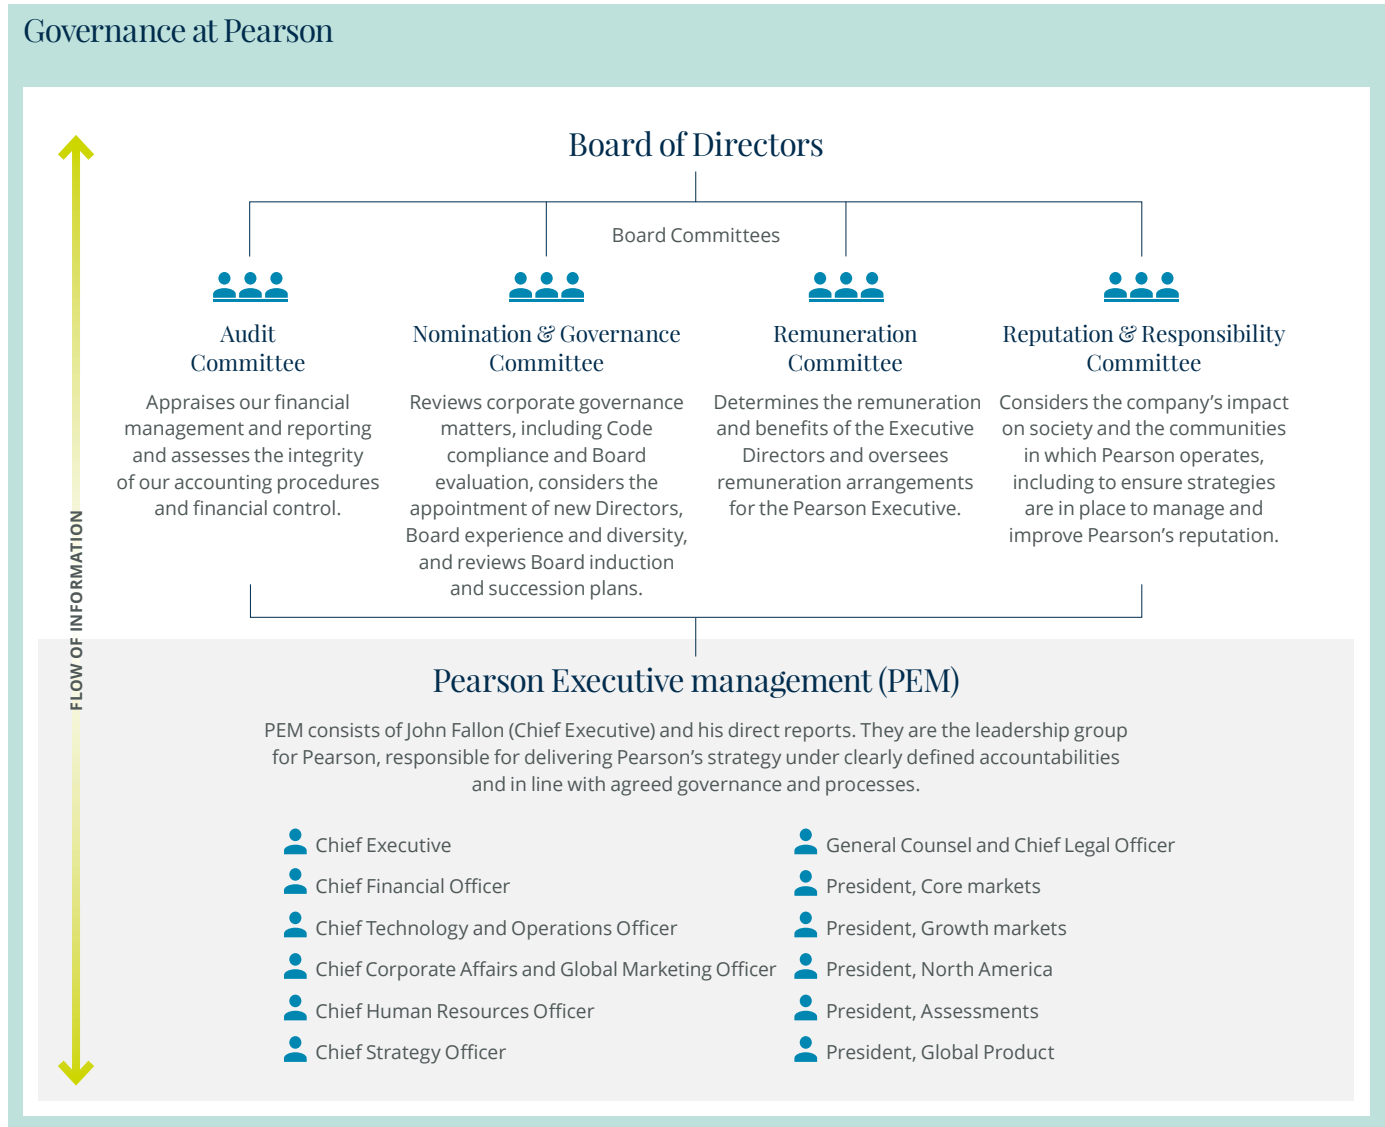 Governance at Pearson
Board of Directors
Board Committees
Audit
Committee
Appraises our financial
management and reporting
and assesses the integrity
of our accounting procedures
and financial control.
Nomination & Governance
Committee
Reviews corporate governance
matters, including Code
compliance and Board
evaluation, considers the
appointment of new Directors,
Board experience and diversity,
and reviews Board induction
and succession plans.
Remuneration
Committee
Determines the remuneration
and benefits of the Executive
Directors and oversees
remuneration arrangements
for the Pearson Executive.
Reputation & Responsibility
Committee
Considers the company’s impact
on society and the communities
in which Pearson operates,
including to ensure strategies
are in place to manage and
improve Pearson’s reputation.
FLOW OF INFORMATION
Pearson Executive management (PEM)
PEM consists of John Fallon (Chief Executive) and his direct reports. They are the leadership group
for Pearson, responsible for delivering Pearson’s strategy under clearly defined accountabilities
and in line with agreed governance and processes.
Chief Executive
Chief Financial Officer
Chief Technology and Operations Officer
Chief Corporate Affairs and Global Marketing Officer
Chief Human Resources Officer
Chief Strategy Officer
General Counsel and Chief Legal Officer
President, Core markets
President, Growth markets
President, North America
President, Assessments
President, Global Product